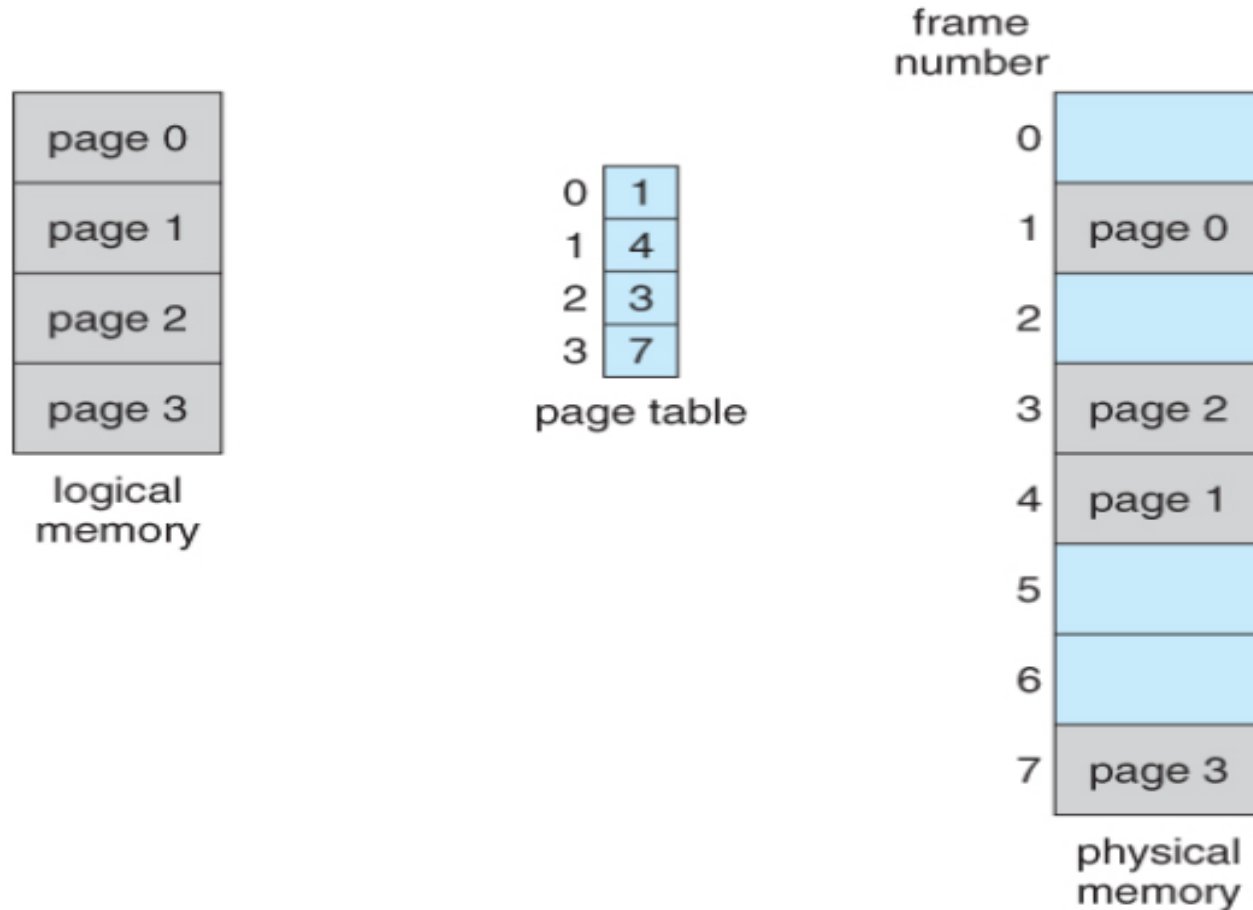 page 0
page 1
page 2
page 3
logical
memory
0 1
1 4
2 3
3 7
page table
frame
number
0
1 page 0
2
3 page 2
4 page 1
5
6
7 page 3
physical
memory